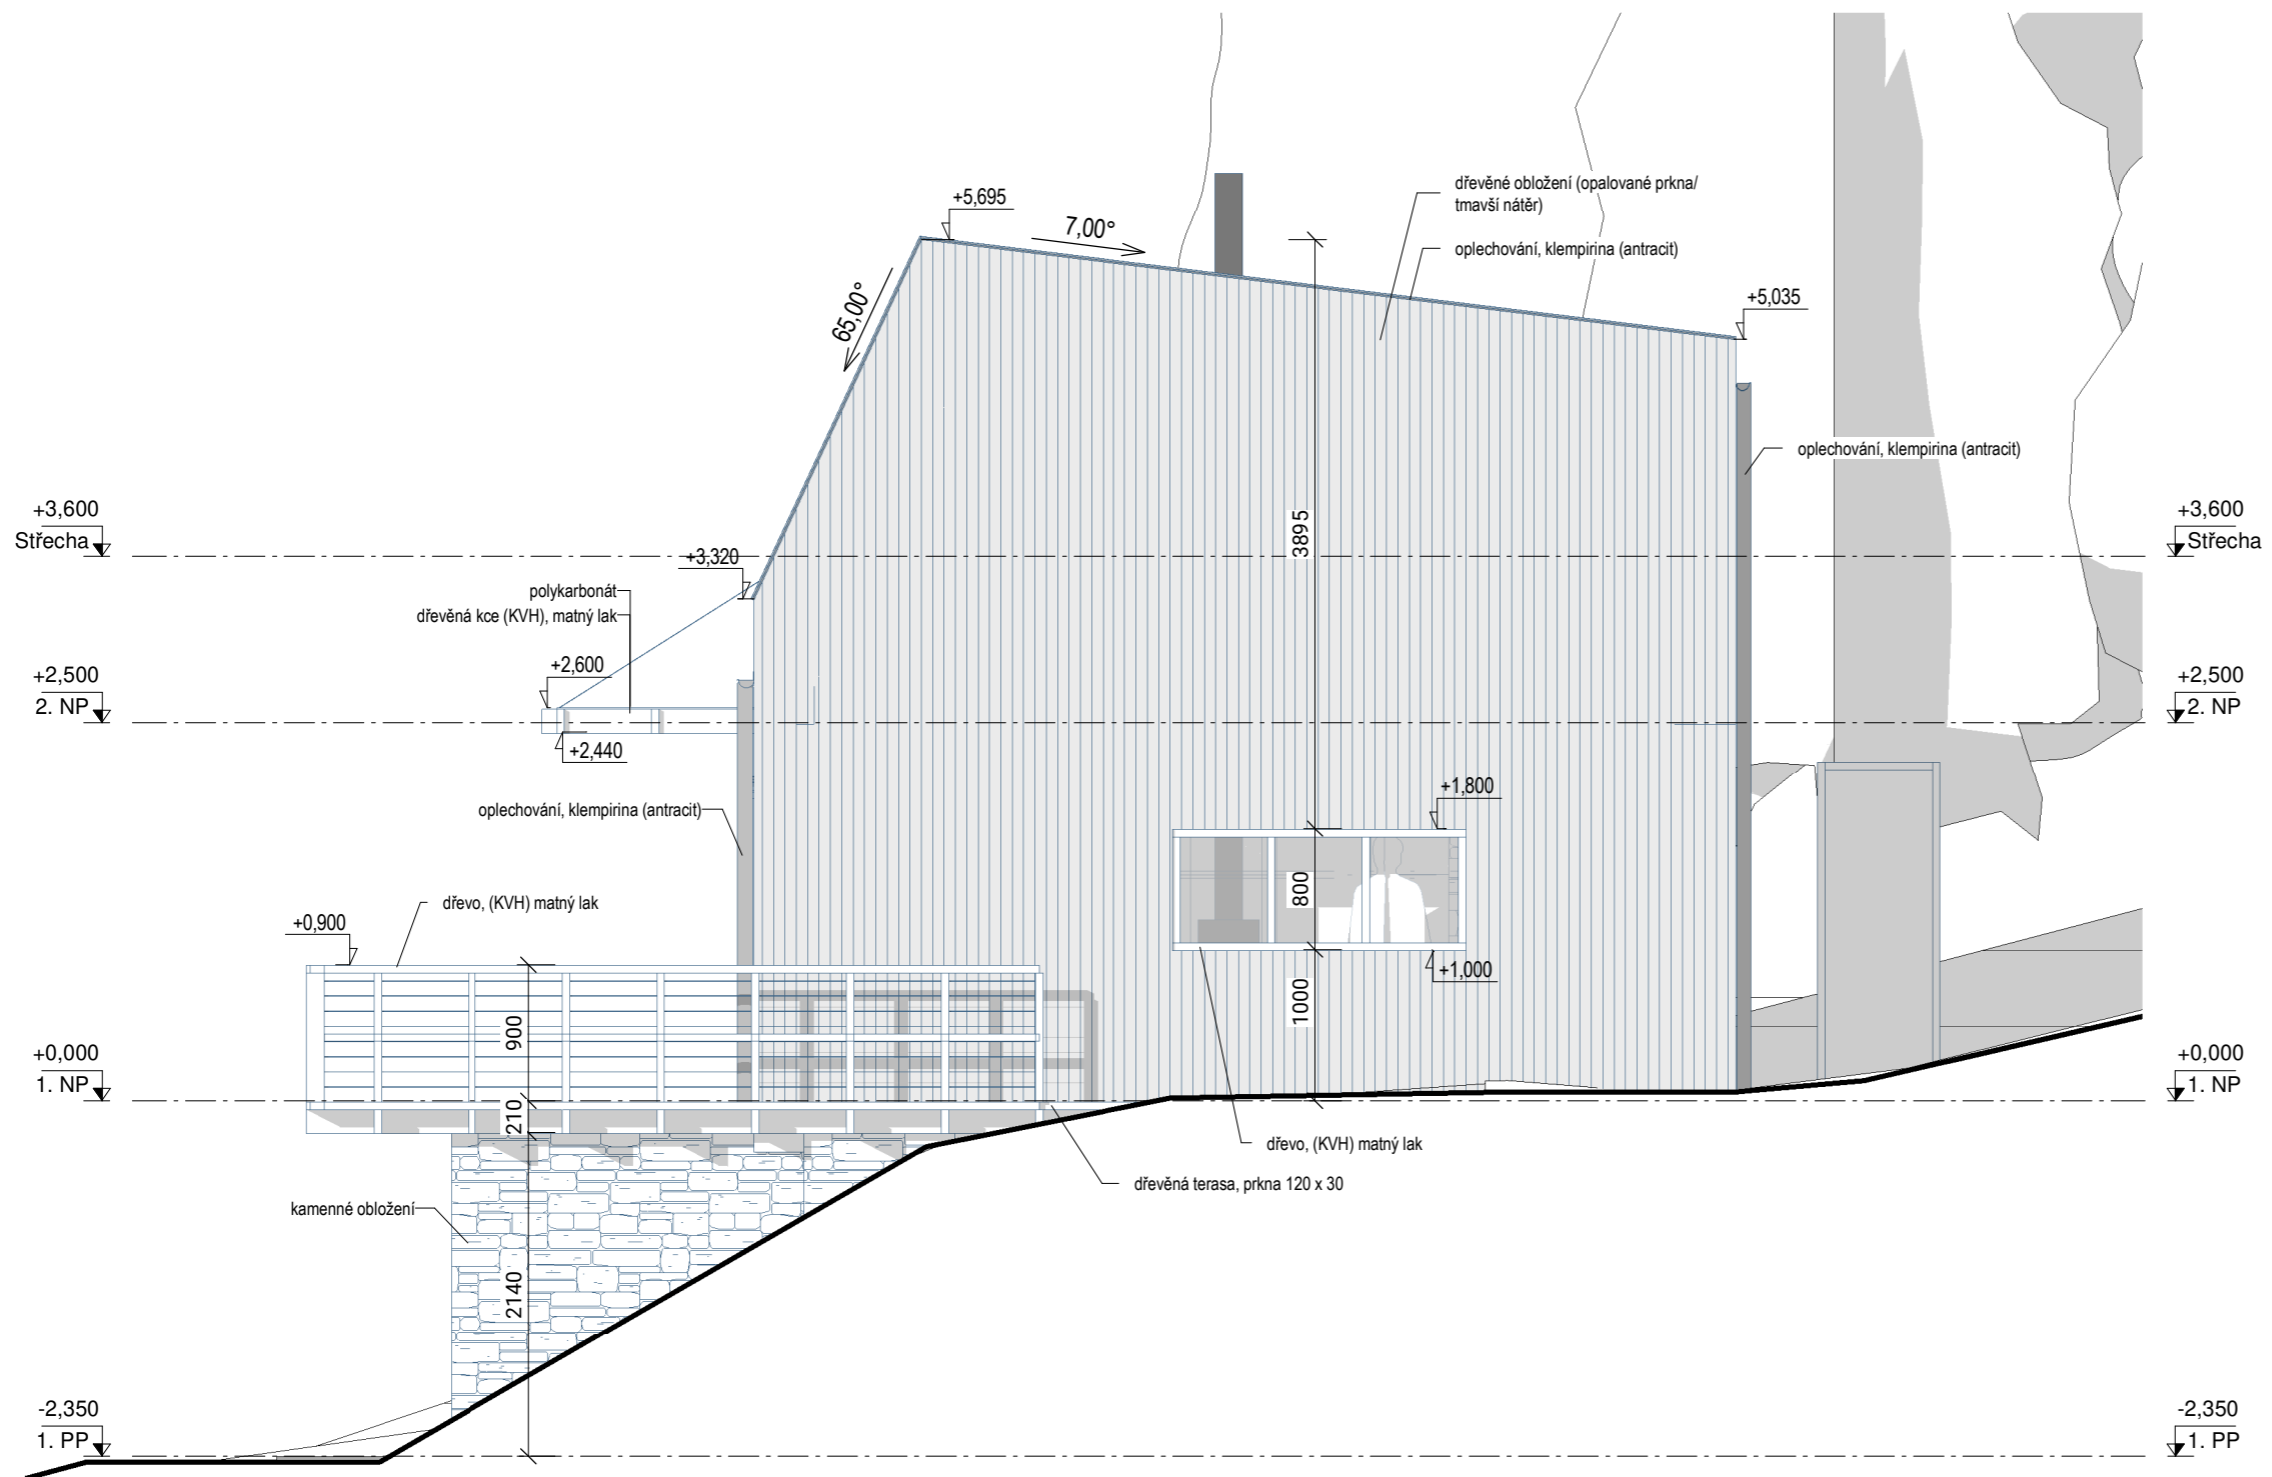 +5,695
7,00°
dřevěné obložení (opalované prkna/
tmavší nátěr)
oplechování, klempirina (antracit)
65,00°
+5,035
oplechování, klempirina (antracit)
+3,600
Střecha
3895
+3,600
Střecha
+3,320
polykarbonát
dřevěná kce (KVH), matný lak
+2,600
+2,500
2. NP
+2,500
2. NP
+2,440
+1,800
oplechování, klempirina (antracit)
800
dřevo, (KVH) matný lak
+0,900
+1,000
1000
900
+0,000
1. NP
+0,000
1. NP
210
dřevo, (KVH) matný lak
dřevěná terasa, prkna 120 x 30
kamenné obložení
2140
-2,350
1. PP
-2,350
1. PP